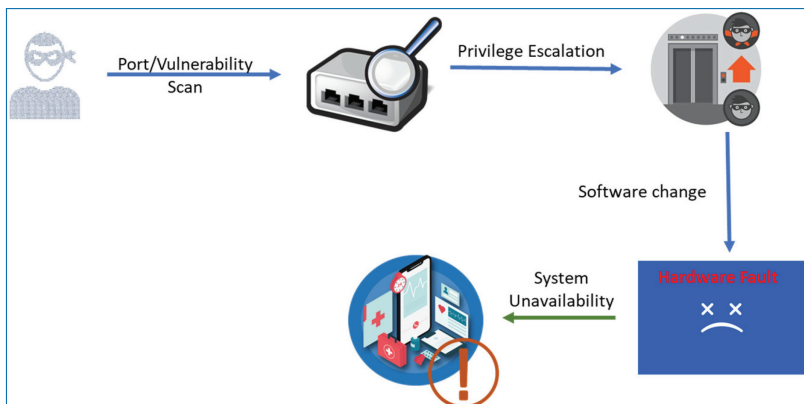 Port/Vulnerability
Scan
Privilege Escalation
Software change
Hardware Fault
System
Unavailability